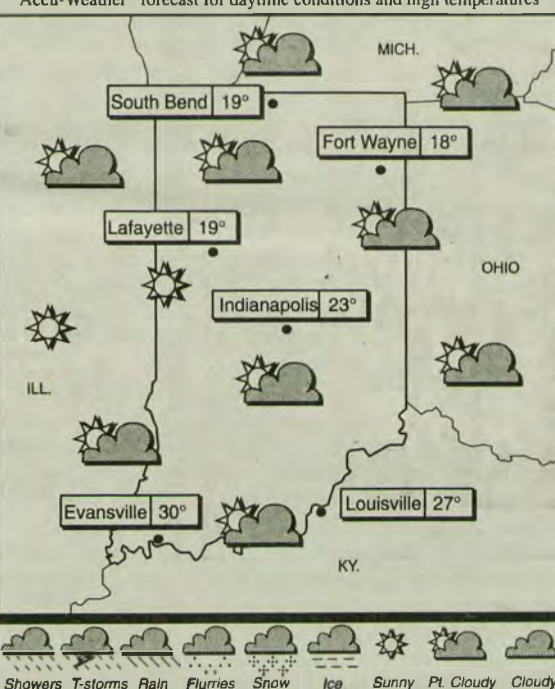 Accu-Weather® forecast for daytime conditions and high temperatures
MICH.
South Bend 19°
Fort Wayne 18°
Lafayette 19°
OHIO
Indianapolis 23°
ILL.
Evansville 30°
Louisville 27°
KY.
Showers T-storms Rain Flurries Snow Ice Sunny Pt. Cloudy Cloudy